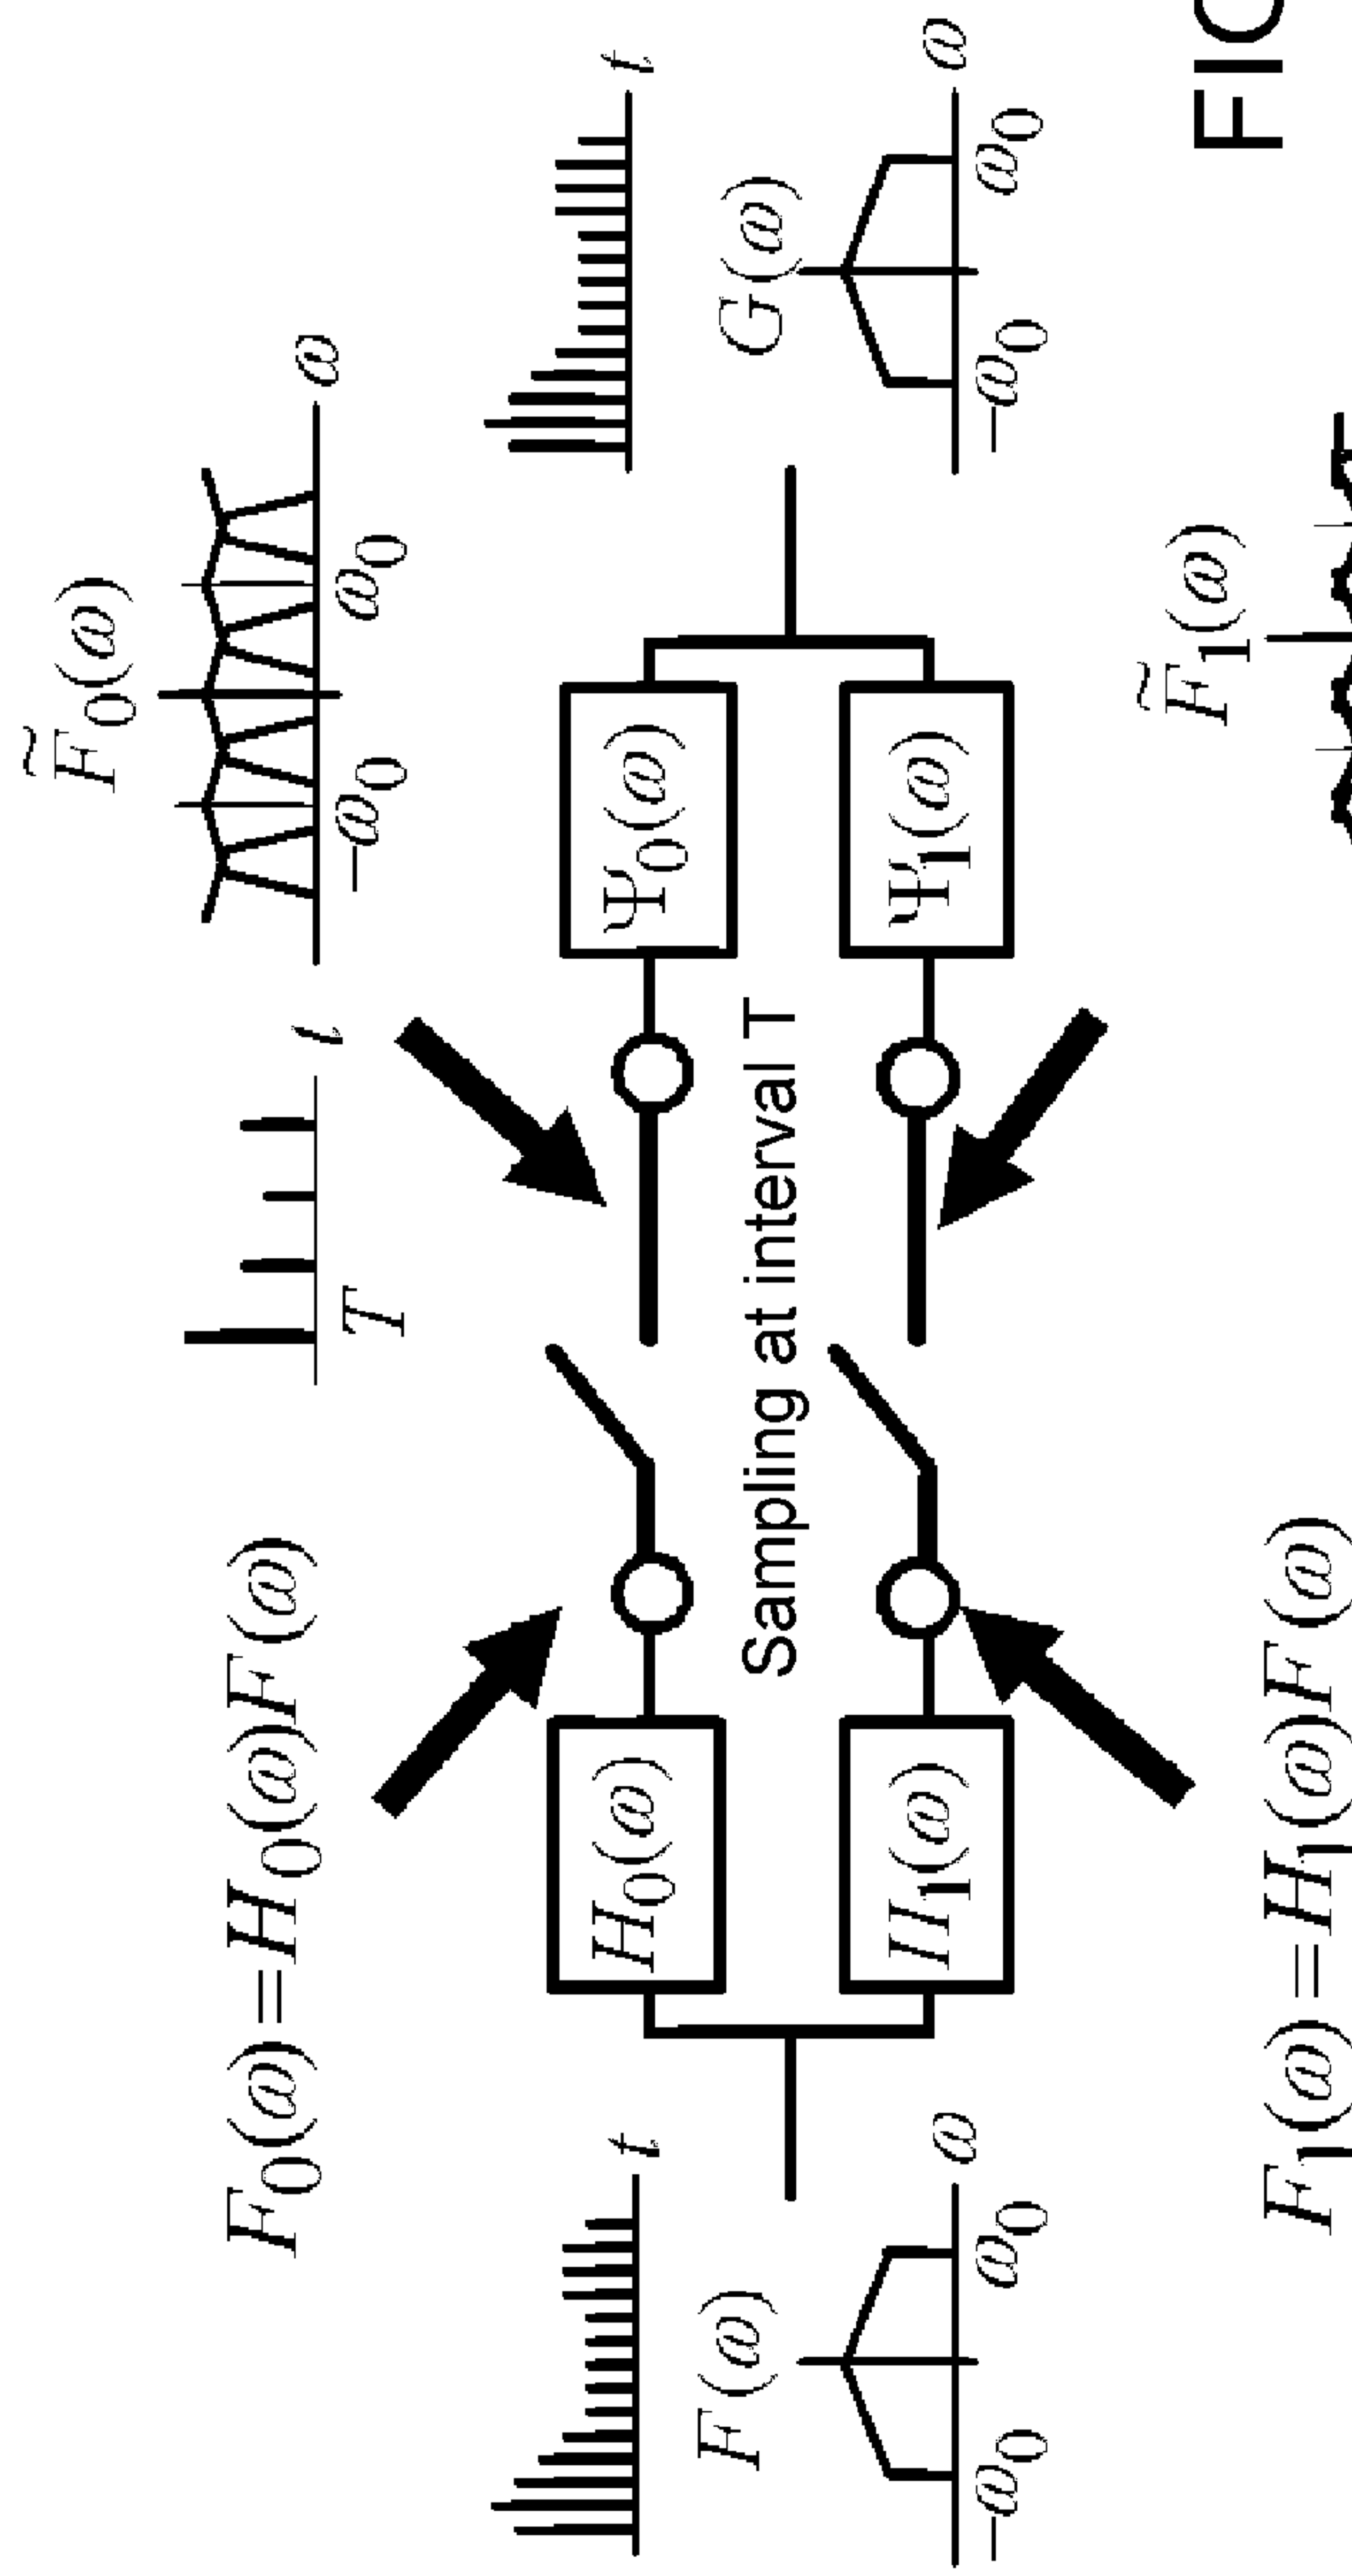 F̃₀(ω)
ω
−ω₀
ω₀
t
T
F₀(ω)=H₀(ω)F(ω)
t
F(ω)
ω
−ω₀
ω₀
H₀(ω)
H₁(ω)
Sampling at interval T
Ψ₀(ω)
Ψ₁(ω)
t
G(ω)
ω
−ω₀
ω₀
F₁(ω)=H₁(ω)F(ω)
F̃₁(ω)